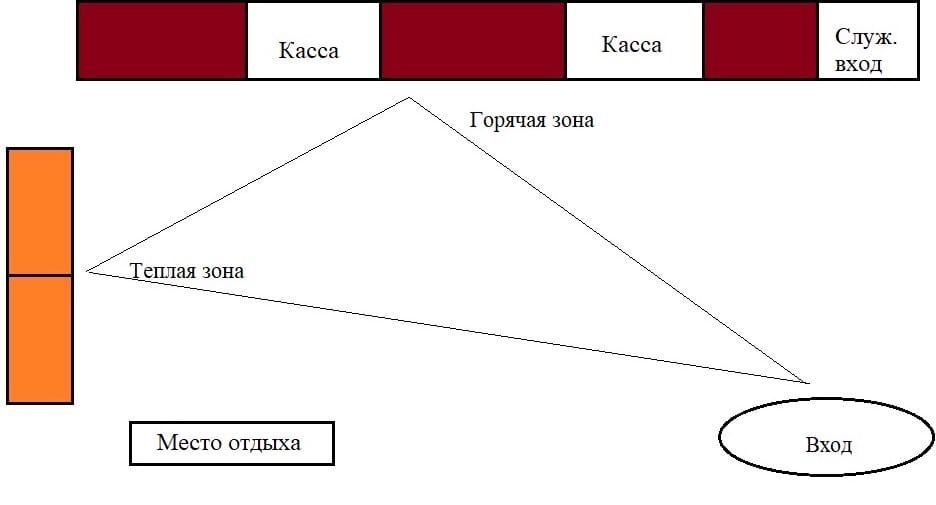 Касса
Касса
Служ.
вход
Горячая зона
Теплая зона
Место отдыха
Вход